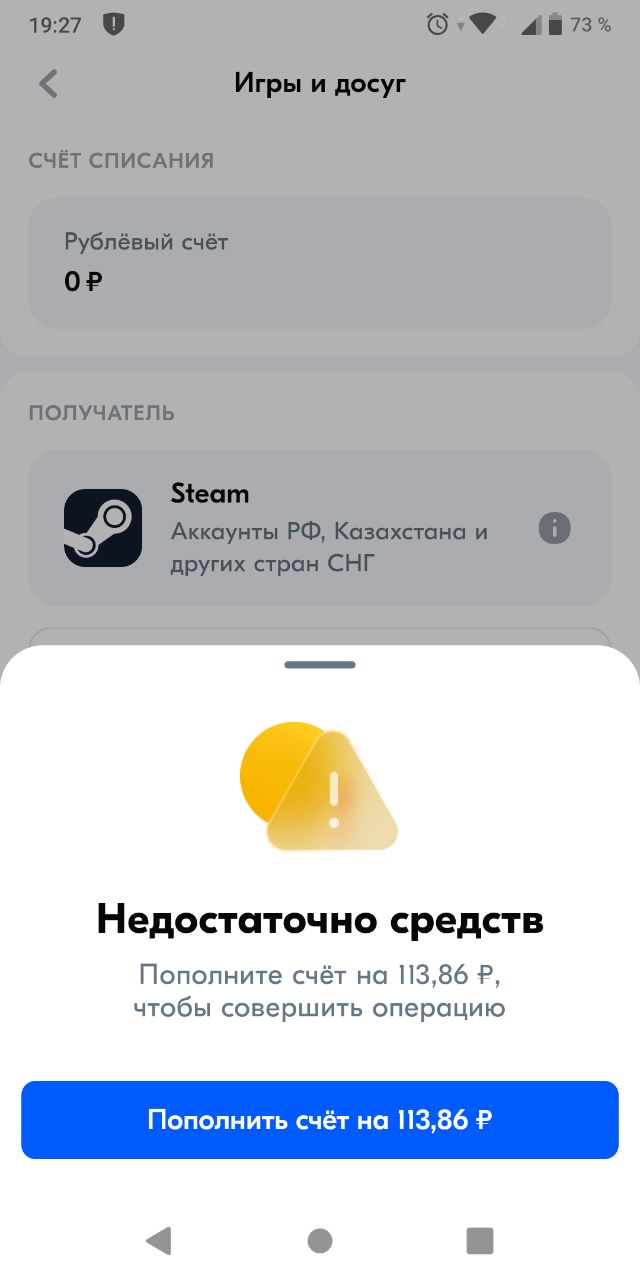 19:27
73 %
Игры и досуг
СЧЁТ СПИСАНИЯ
Рублёвый счёт
0 ₽
ПОЛУЧАТЕЛЬ
Steam
Аккаунты РФ, Казахстана и
других стран СНГ
Недостаточно средств
Пополните счёт на 113,86 ₽,
чтобы совершить операцию
Пополнить счёт на 113,86 ₽